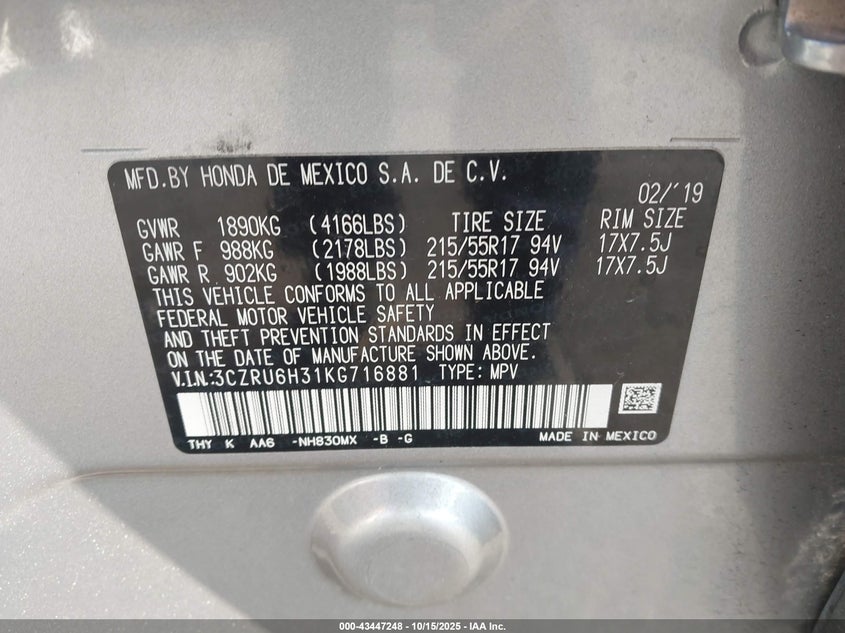 MFD.BY HONDA DE MEXICO S.A. DE C.V.
02/'19
GVWR 1890KG (4166LBS) TIRE SIZE RIM SIZE
GAWR F 988KG (2178LBS) 215/55R17 94V 17X7.5J
GAWR R 902KG (1988LBS) 215/55R17 94V 17X7.5J
THIS VEHICLE CONFORMS TO ALL APPLICABLE
FEDERAL MOTOR VEHICLE SAFETY
AND THEFT PREVENTION STANDARDS IN EFFECT
ON THE DATE OF MANUFACTURE SHOWN ABOVE.
V.I.N.:3CZRU6H31KG716881 TYPE: MPV
THY K AA6 -NH830MX -B -G MADE IN MEXICO
000-43447248 - 10/15/2025 - IAA Inc.